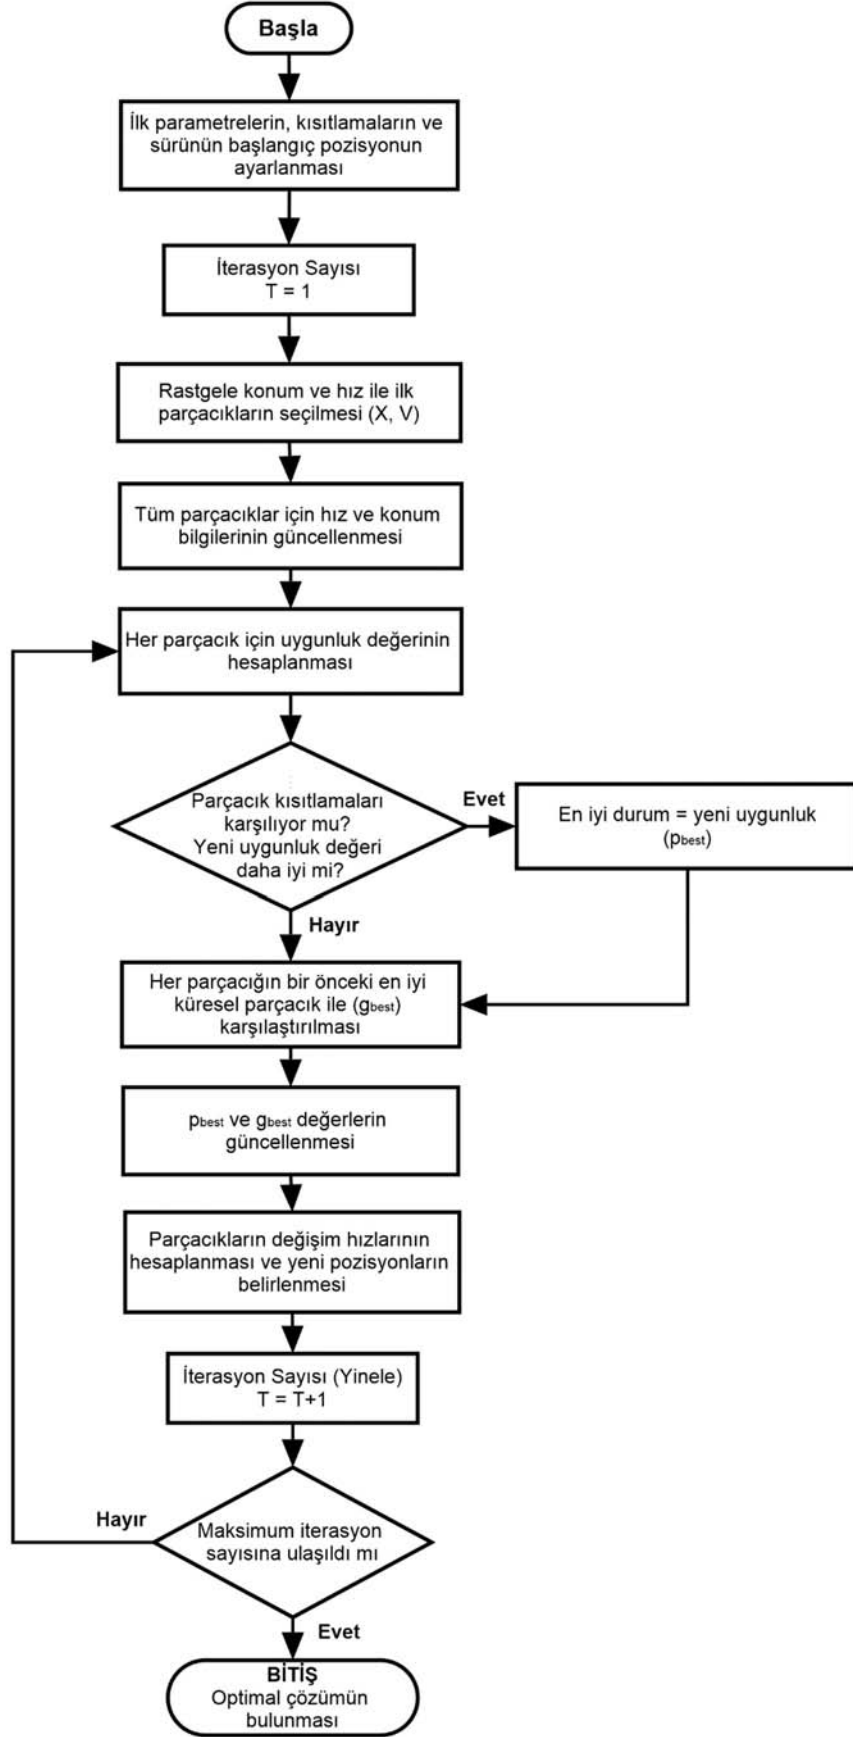 Başla
İlk parametrelerin, kısıtlamaların ve
sürünün başlangıç pozisyonun
ayarlanması
İterasyon Sayısı
T = 1
Rastgele konum ve hız ile ilk
parçacıkların seçilmesi (X, V)
Tüm parçacıklar için hız ve konum
bilgilerinin güncellenmesi
Her parçacık için uygunluk değerinin
hesaplanması
Parçacık kısıtlamaları
karşılıyor mu?
Yeni uygunluk değeri
daha iyi mi?
Evet
En iyi durum = yeni uygunluk
(pbest)
Hayır
Her parçacığın bir önceki en iyi
küresel parçacık ile (gbest)
karşılaştırılması
pbest ve gbest değerlerin
güncellenmesi
Parçacıkların değişim hızlarının
hesaplanması ve yeni pozisyonların
belirlenmesi
İterasyon Sayısı (Yinele)
T = T+1
Hayır
Maksimum iterasyon
sayısına ulaşıldı mı
Evet
BİTİŞ
Optimal çözümün
bulunması